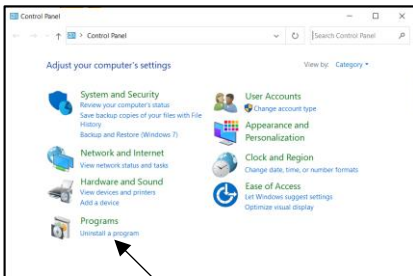 Control Panel
Control Panel
Search Control Panel
Adjust your computer's settings
View by: Category
System and Security
Review your computer's status
Save backup copies of your files with File
History
Backup and Restore (Windows 7)
Network and Internet
View network status and tasks
Hardware and Sound
View devices and printers
Add a device
Programs
Uninstall a program
User Accounts
Change account type
Appearance and
Personalization
Clock and Region
Change date, time, or number formats
Ease of Access
Let Windows suggest settings
Optimize visual display